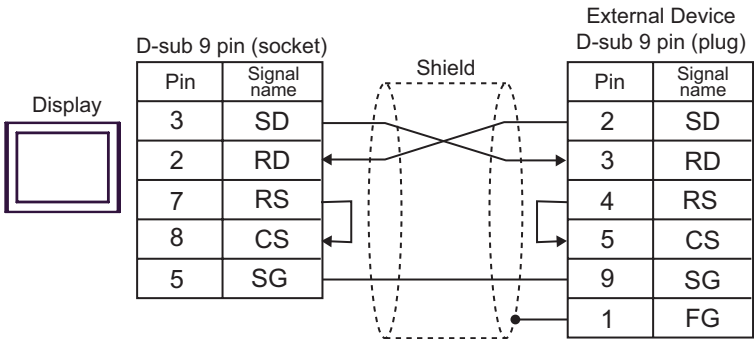 External Device
D-sub 9 pin (socket) D-sub 9 pin (plug)
Shield
Display
Pin Signal name Pin Signal name
3 SD 2 SD
2 RD 3 RD
7 RS 4 RS
8 CS 5 CS
5 SG 9 SG
1 FG